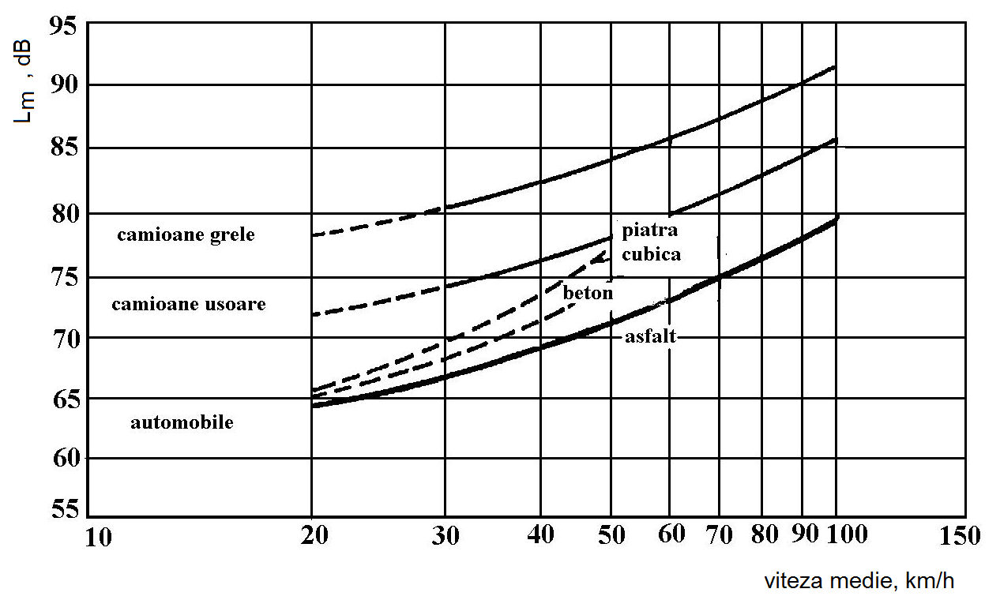 95
Lm , dB
90
85
80
camioane grele
piatra
cubica
75
camioane usoare
beton
70
asfalt
65
automobile
60
55
10 20 30 40 50 60 70 80 90 100 150
viteza medie, km/h